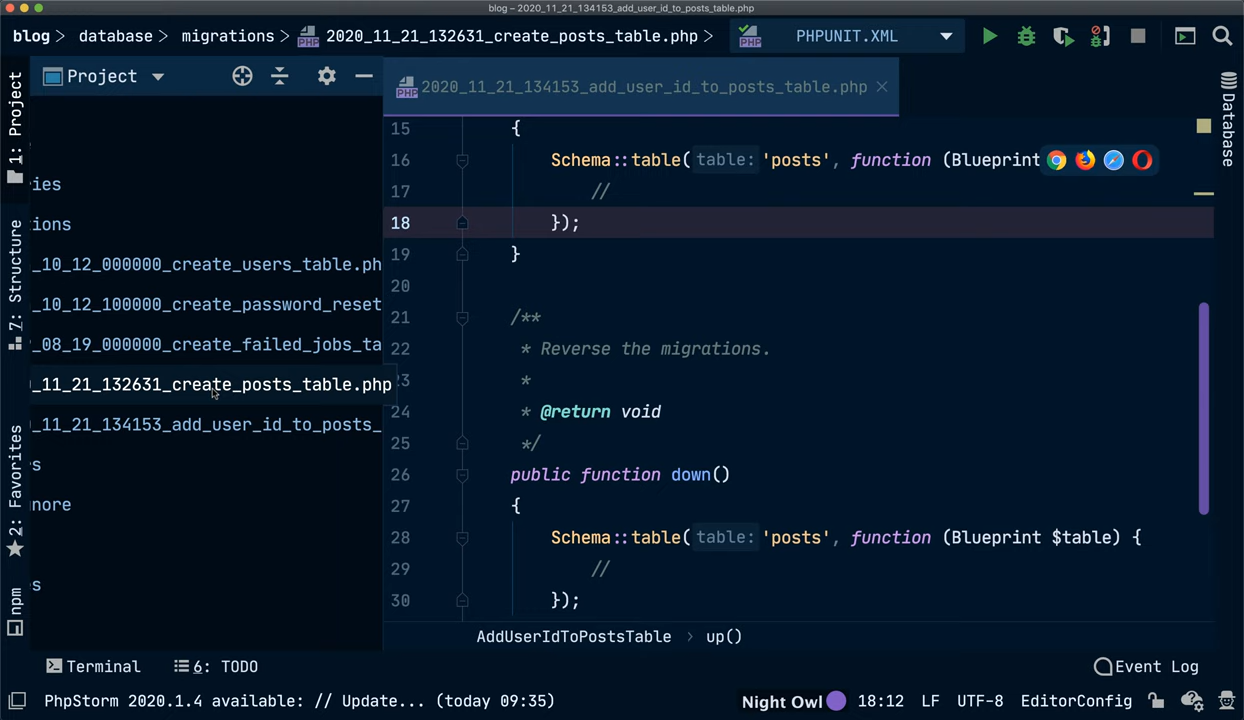 blog – 2020_11_21_134153_add_user_id_to_posts_table.php
blog > database > migrations > 2020_11_21_132631_create_posts_table.php > PHPUNIT.XML
Project
2020_11_21_134153_add_user_id_to_posts_table.php
1: Project
7: Structure
2: Favorites
npm
Database
ries
ions
_10_12_000000_create_users_table.ph
_10_12_100000_create_password_reset
_08_19_000000_create_failed_jobs_ta
_11_21_132631_create_posts_table.php
_11_21_134153_add_user_id_to_posts_
s
nore
s
15 {
16 Schema::table( table: 'posts', function (Blueprint
17 //
18 });
19 }
20
21 /**
22 * Reverse the migrations.
23 *
24 * @return void
25 */
26 public function down()
27 {
28 Schema::table( table: 'posts', function (Blueprint $table) {
29 //
30 });
AddUserIdToPostsTable > up()
Terminal 6: TODO Event Log
PhpStorm 2020.1.4 available: // Update... (today 09:35) Night Owl 18:12 LF UTF-8 EditorConfig